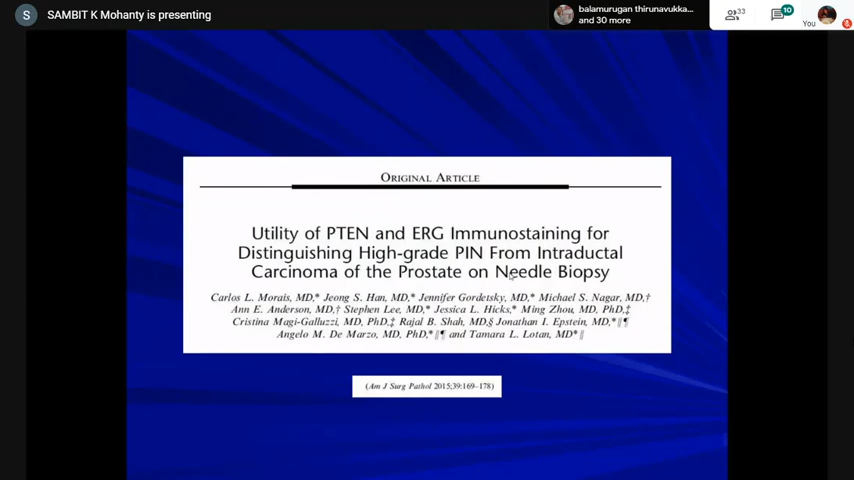 S SAMBIT K Mohanty is presenting
balamurugan thirunavukka...
and 30 more
33
10
You
ORIGINAL ARTICLE
Utility of PTEN and ERG Immunostaining for
Distinguishing High-grade PIN From Intraductal
Carcinoma of the Prostate on Needle Biopsy
Carlos L. Morais, MD,* Jeong S. Han, MD,* Jennifer Gordetsky, MD,* Michael S. Nagar, MD,†
Ann E. Anderson, MD,† Stephen Lee, MD,* Jessica L. Hicks,* Ming Zhou, MD, PhD,‡
Cristina Magi-Galluzzi, MD, PhD,‡ Rajal B. Shah, MD,§ Jonathan I. Epstein, MD,*∥¶
Angelo M. De Marzo, MD, PhD,*∥¶ and Tamara L. Lotan, MD*∥
(Am J Surg Pathol 2015;39:169–178)